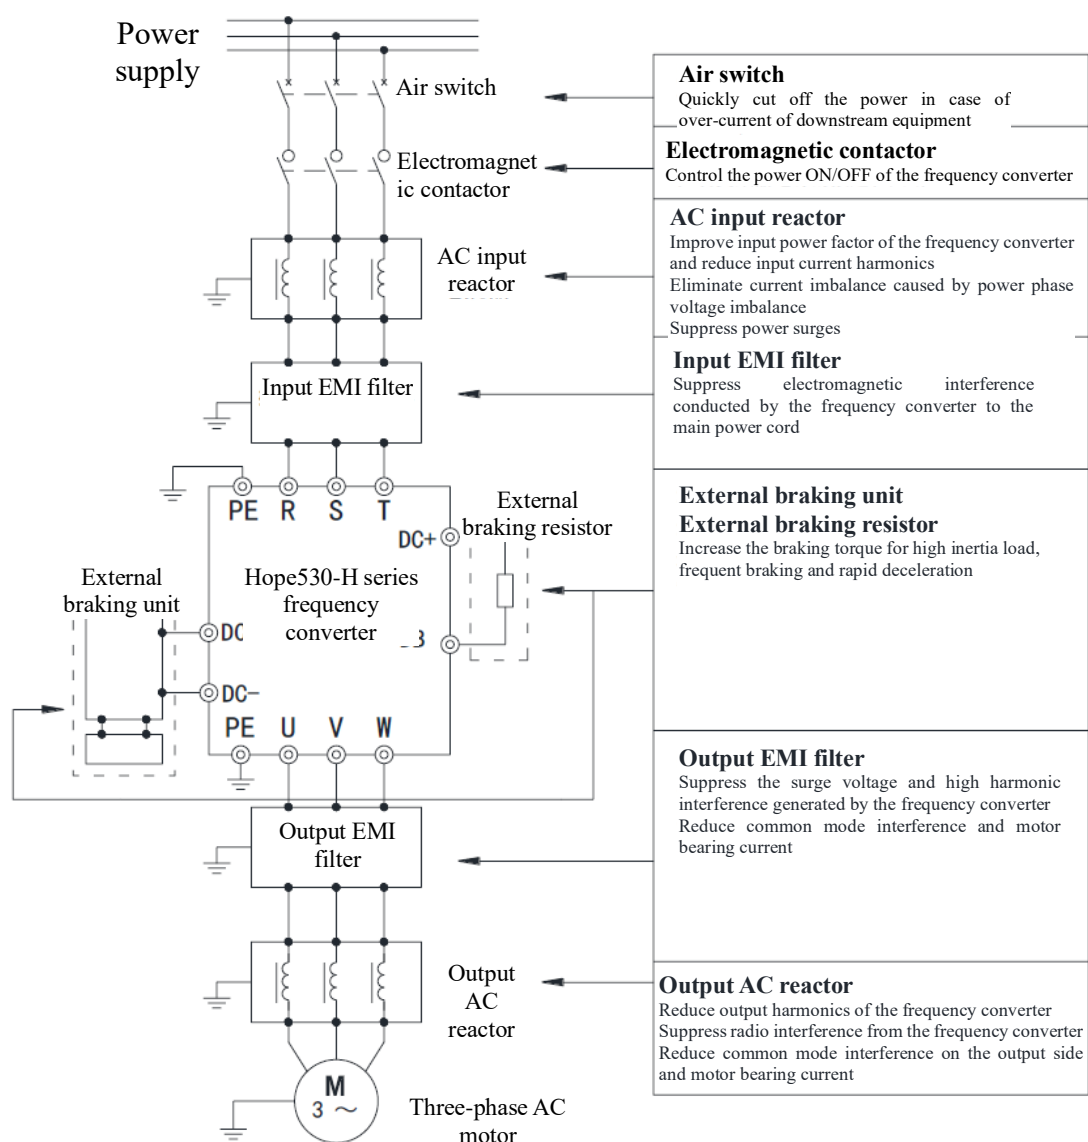 Power
supply
Air switch
Electromagnet
ic contactor
AC input
reactor
Input EMI filter
PE R S T
DC+
External
braking resistor
Hope530-H series
frequency
converter
External
braking unit
DC-
PE U V W
Output EMI
filter
Output
AC
reactor
M
3 ~
Three-phase AC
motor
Air switch
Quickly cut off the power in case of
over-current of downstream equipment
Electromagnetic contactor
Control the power ON/OFF of the frequency converter
AC input reactor
Improve input power factor of the frequency converter
and reduce input current harmonics
Eliminate current imbalance caused by power phase
voltage imbalance
Suppress power surges
Input EMI filter
Suppress electromagnetic interference
conducted by the frequency converter to the
main power cord
External braking unit
External braking resistor
Increase the braking torque for high inertia load,
frequent braking and rapid deceleration
Output EMI filter
Suppress the surge voltage and high harmonic
interference generated by the frequency converter
Reduce common mode interference and motor
bearing current
Output AC reactor
Reduce output harmonics of the frequency converter
Suppress radio interference from the frequency converter
Reduce common mode interference on the output side
and motor bearing current